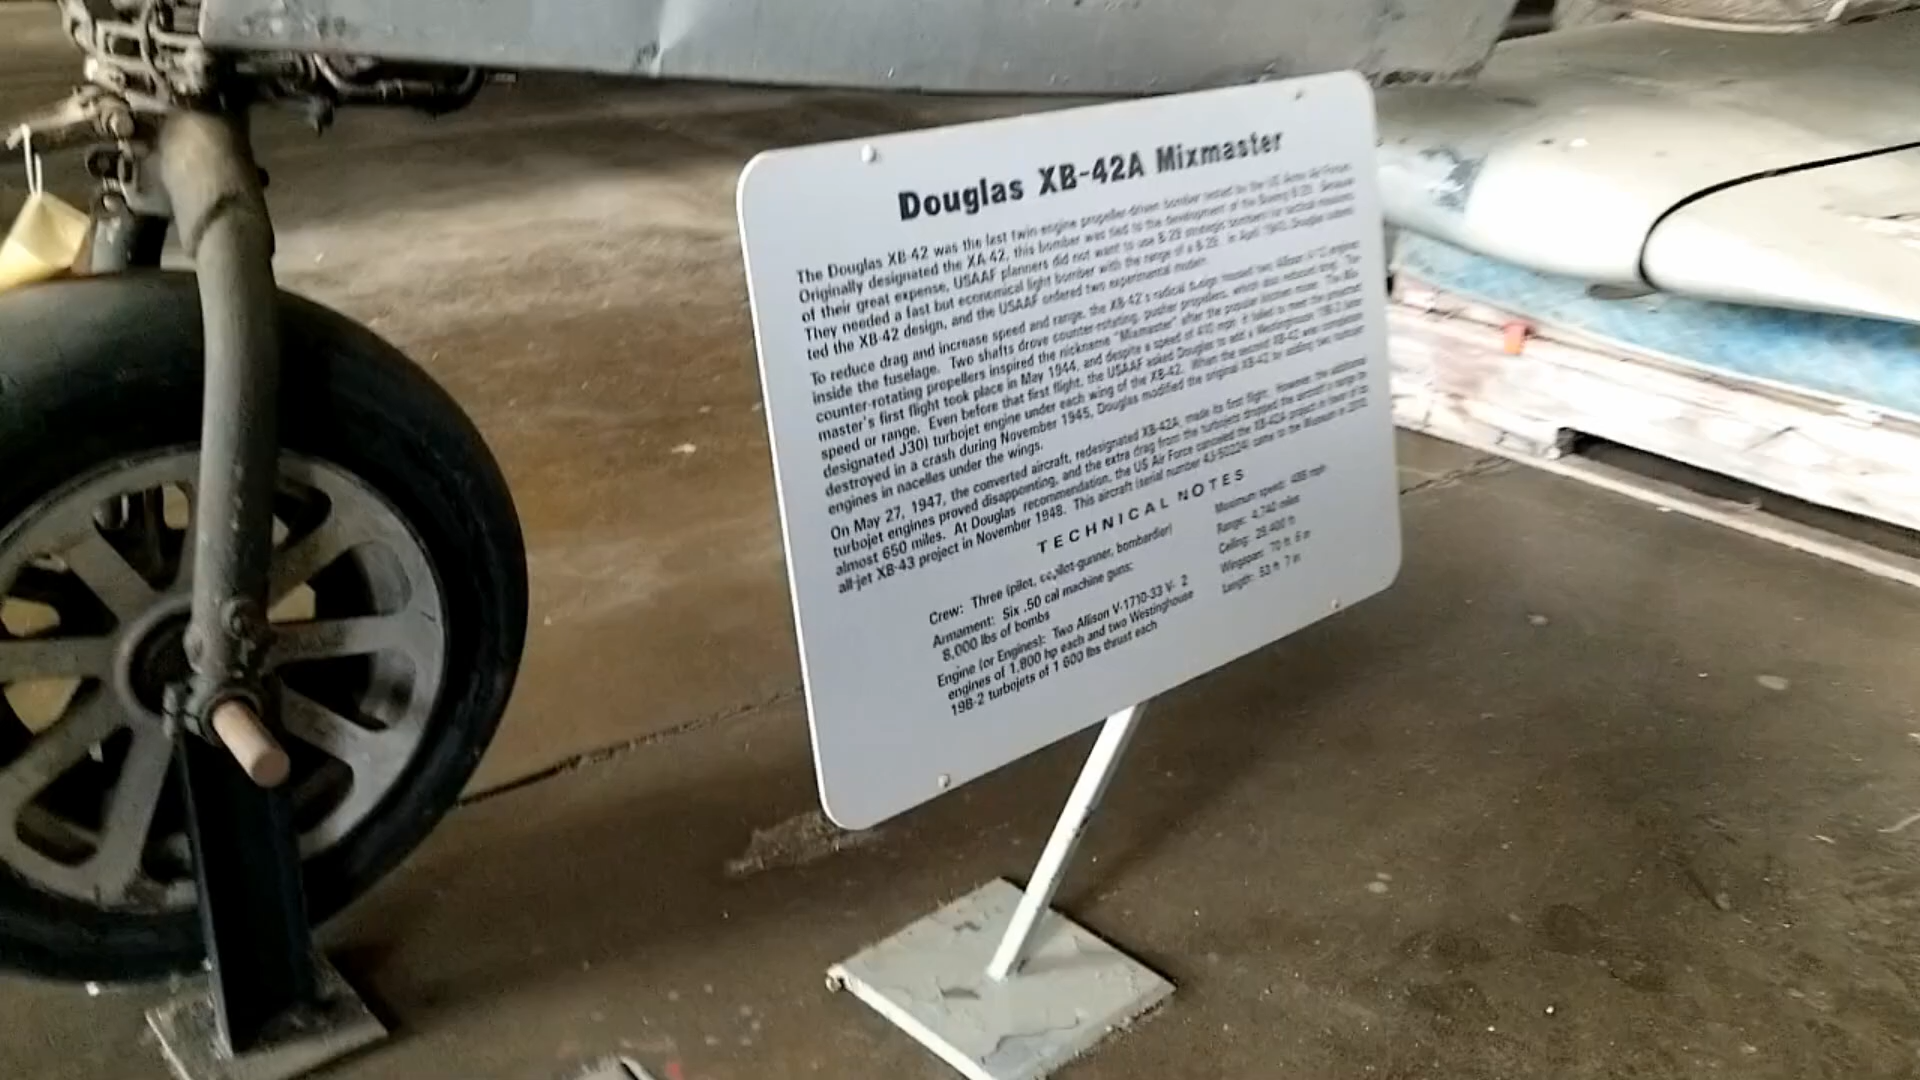 Douglas XB-42A Mixmaster
The Douglas XB-42 was the last twin engine propeller-driven bomber tested by the US Army Air Forces.
Originally designated the XA-42, this bomber was tied to the development of the Boeing B-29. Because
of their great expense, USAAF planners did not want to use B-29 strategic bombers for tactical missions.
They needed a fast but economical light bomber with the range of a B-29. In April 1943, Douglas submit-
ted the XB-42 design, and the USAAF ordered two experimental models.
To reduce drag and increase speed and range, the XB-42's radical design housed two Allison V-12 engines
inside the fuselage. Two shafts drove counter-rotating, pusher propellers, which also reduced drag. The
counter-rotating propellers inspired the nickname "Mixmaster" after the popular kitchen mixer. The Mix-
master's first flight took place in May 1944, and despite a speed of 410 mph, it failed to meet the projected
speed or range. Even before that first flight, the USAAF asked Douglas to add a Westinghouse 19B-2 (later
designated J30) turbojet engine under each wing of the XB-42. When the second XB-42 was completely
destroyed in a crash during November 1945, Douglas modified the original XB-42 by adding two turbojet
engines in nacelles under the wings.
On May 27, 1947, the converted aircraft, redesignated XB-42A, made its first flight. However, the additional
turbojet engines proved disappointing, and the extra drag from the turbojets dropped the aircraft's range by
almost 650 miles. At Douglas recommendation, the US Air Force canceled the XB-42A project in favor of its
all-jet XB-43 project in November 1948. This aircraft (serial number 43-50224) came to the Museum in 2010.
TECHNICAL NOTES
Crew: Three (pilot, copilot-gunner, bombardier)
Armament: Six .50 cal machine guns;
8,000 lbs of bombs
Engine (or Engines): Two Allison V-1710-33 V- 2
engines of 1,800 hp each and two Westinghouse
19B-2 turbojets of 1 600 lbs thrust each
Maximum speed: 488 mph
Range: 4,740 miles
Ceiling: 29,400 ft
Wingspan: 70 ft 6 in
Length: 53 ft 7 in